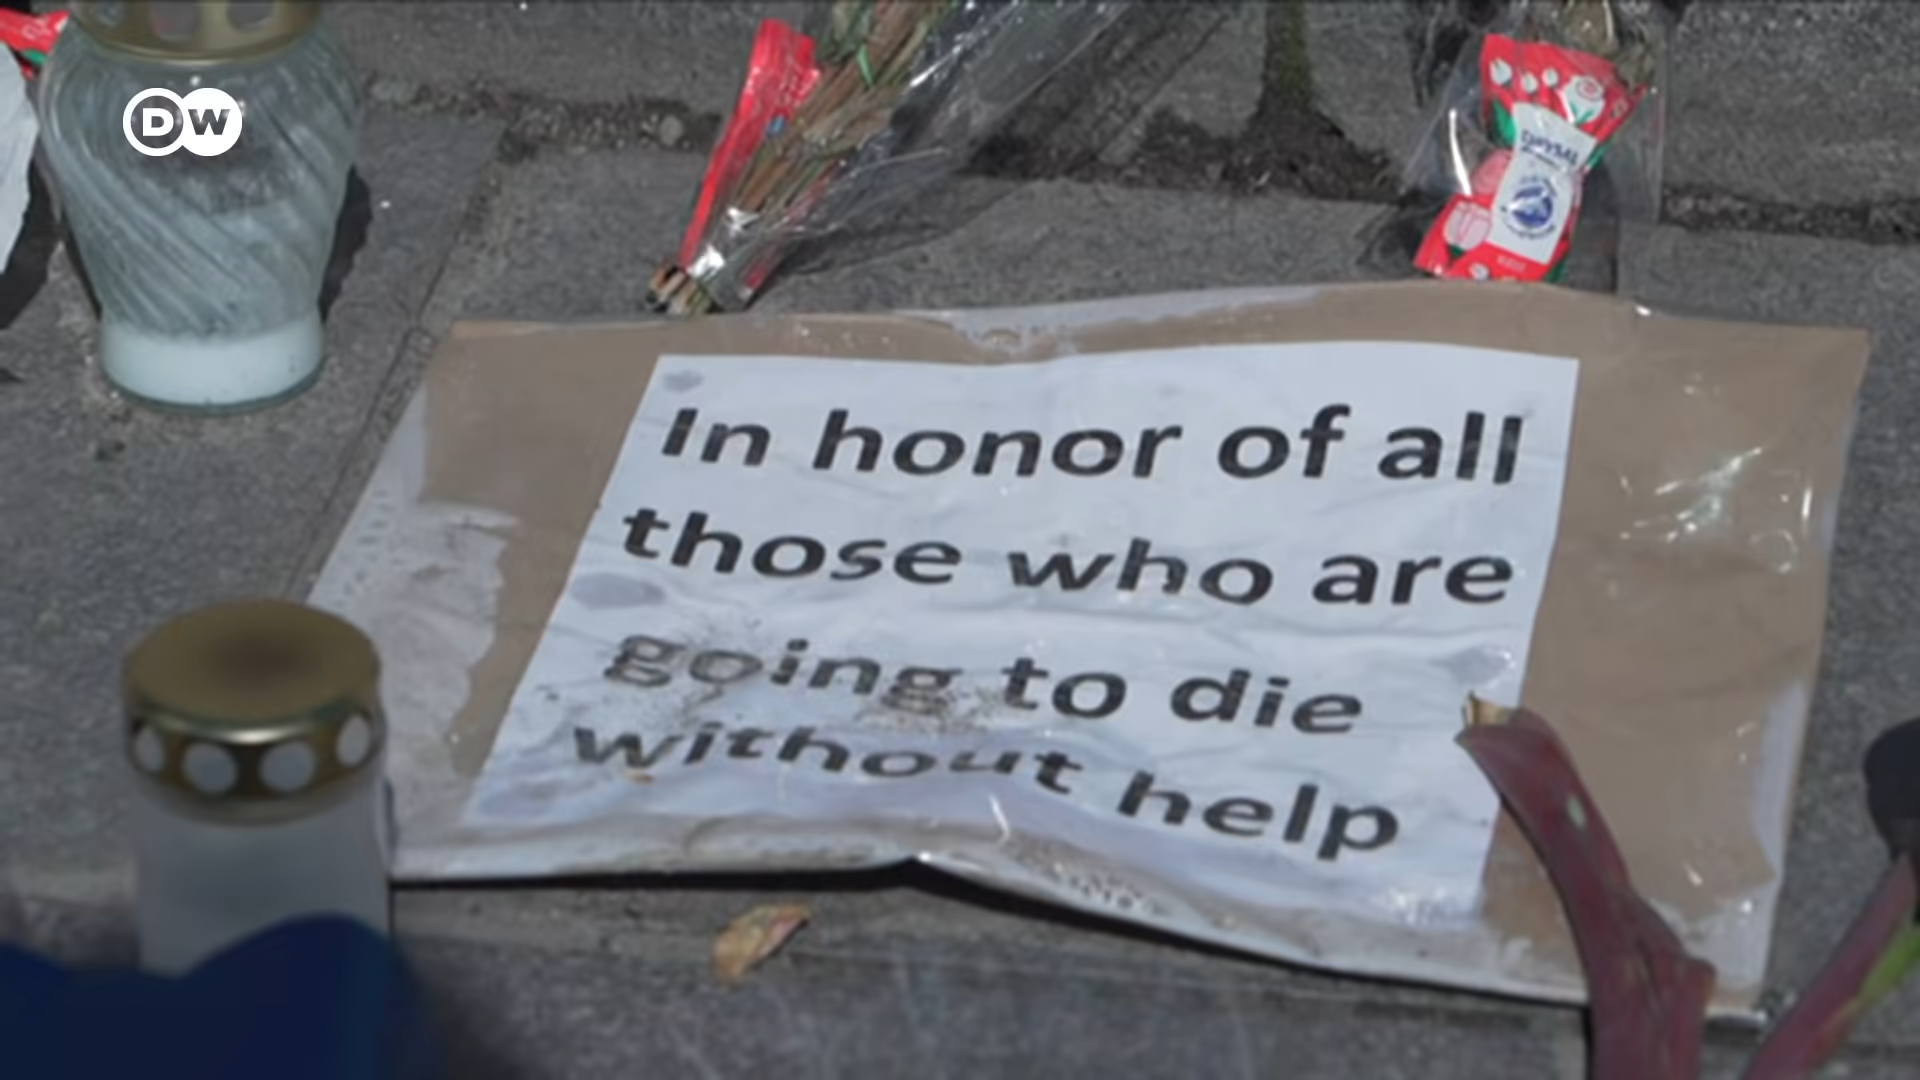 DW
In honor of all
those who are
going to die
without help